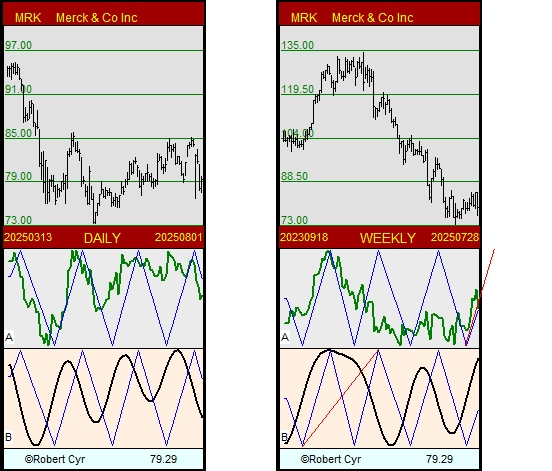 MRK Merck & Co Inc
97.00
91.00
85.00
79.00
73.00
20250313 DAILY 20250801
A
B
©Robert Cyr 79.29
MRK Merck & Co Inc
135.00
119.50
104.00
88.50
73.00
20230918 WEEKLY 20250728
A
B
©Robert Cyr 79.29